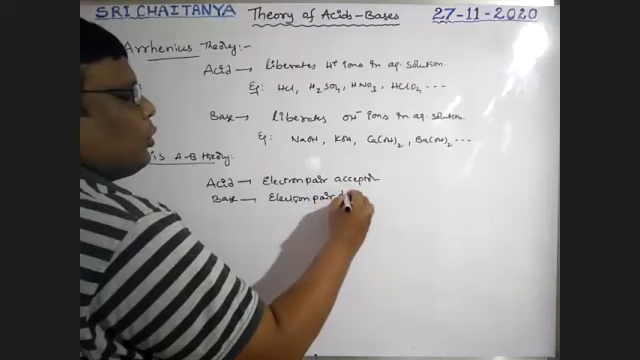 SRI CHAITANYA Theory of Acids-Bases 27-11-2020
Arrhenius Theory:-
Acid → liberates H+ ions in aq. solution
Eg: HCl, H2SO4, HNO3, HClO2 ...
Base → liberates OH- ions in aq. solution.
Eg: NaOH, KOH, Ca(OH)2, Ba(OH)2 ...
is A-B theory:
Acid → Electron pair acceptor
Base → Electron pair d